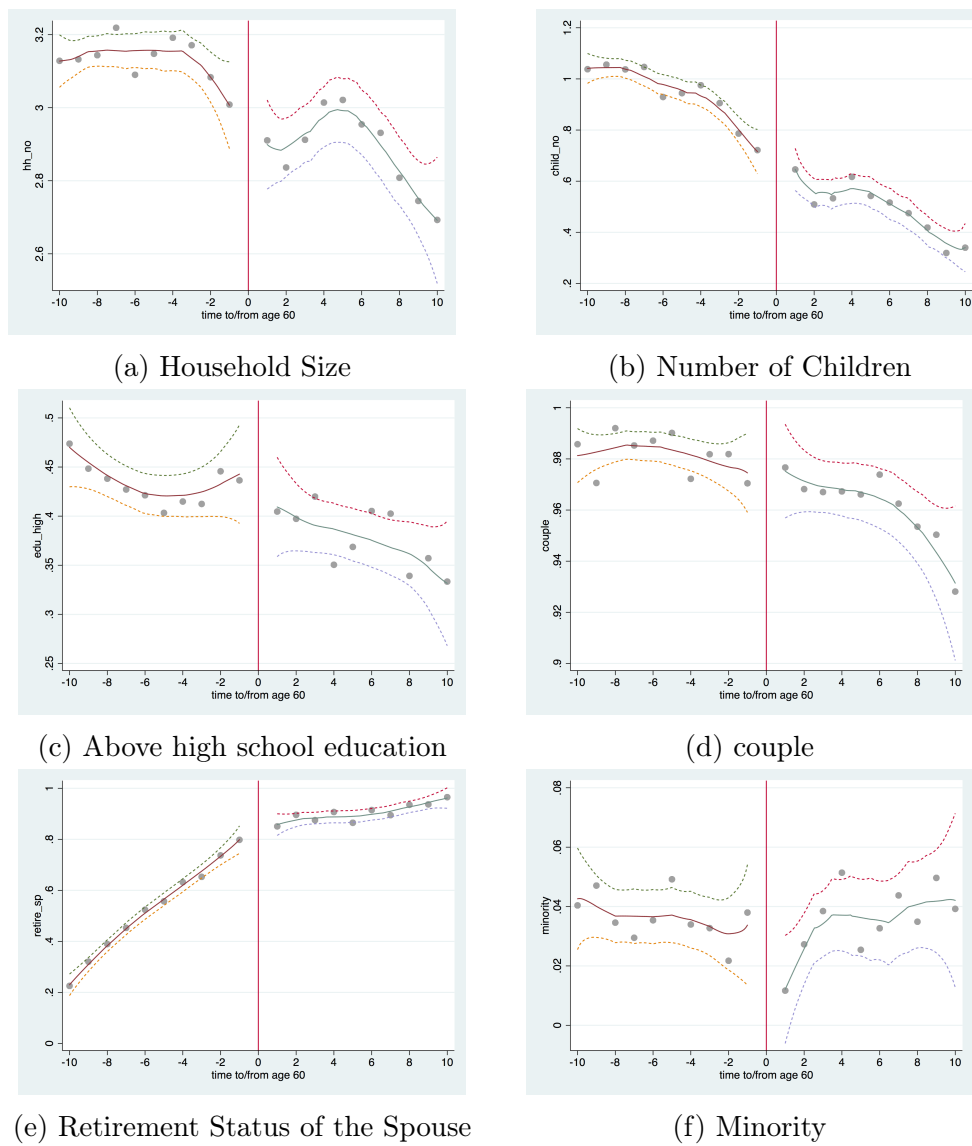 3.2
3
2.8
2.6
hh_no
-10 -8 -6 -4 -2 0 2 4 6 8 10
time to/from age 60
(a) Household Size
1.2
1
.8
.6
.4
.2
child_no
-10 -8 -6 -4 -2 0 2 4 6 8 10
time to/from age 60
(b) Number of Children
.5
.45
.4
.35
.3
.25
edu_high
-10 -8 -6 -4 -2 0 2 4 6 8 10
time to/from age 60
(c) Above high school education
1
.98
.96
.94
.92
.9
couple
-10 -8 -6 -4 -2 0 2 4 6 8 10
time to/from age 60
(d) couple
1
.8
.6
.4
.2
0
retire_sp
-10 -8 -6 -4 -2 0 2 4 6 8 10
time to/from age 60
(e) Retirement Status of the Spouse
.08
.06
.04
.02
0
minority
-10 -8 -6 -4 -2 0 2 4 6 8 10
time to/from age 60
(f) Minority